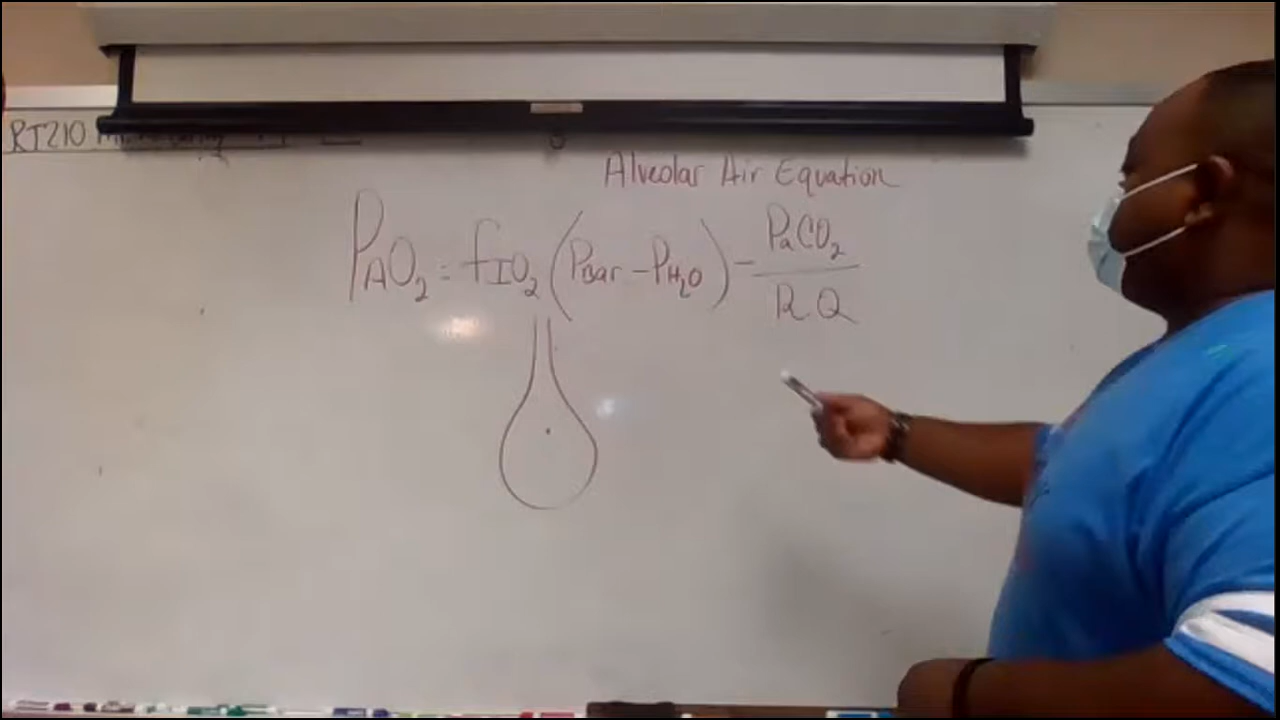 RT210
Alveolar Air Equation
PAO₂ = fIO₂ (PBar - PH₂O) - PaCO₂
R.Q